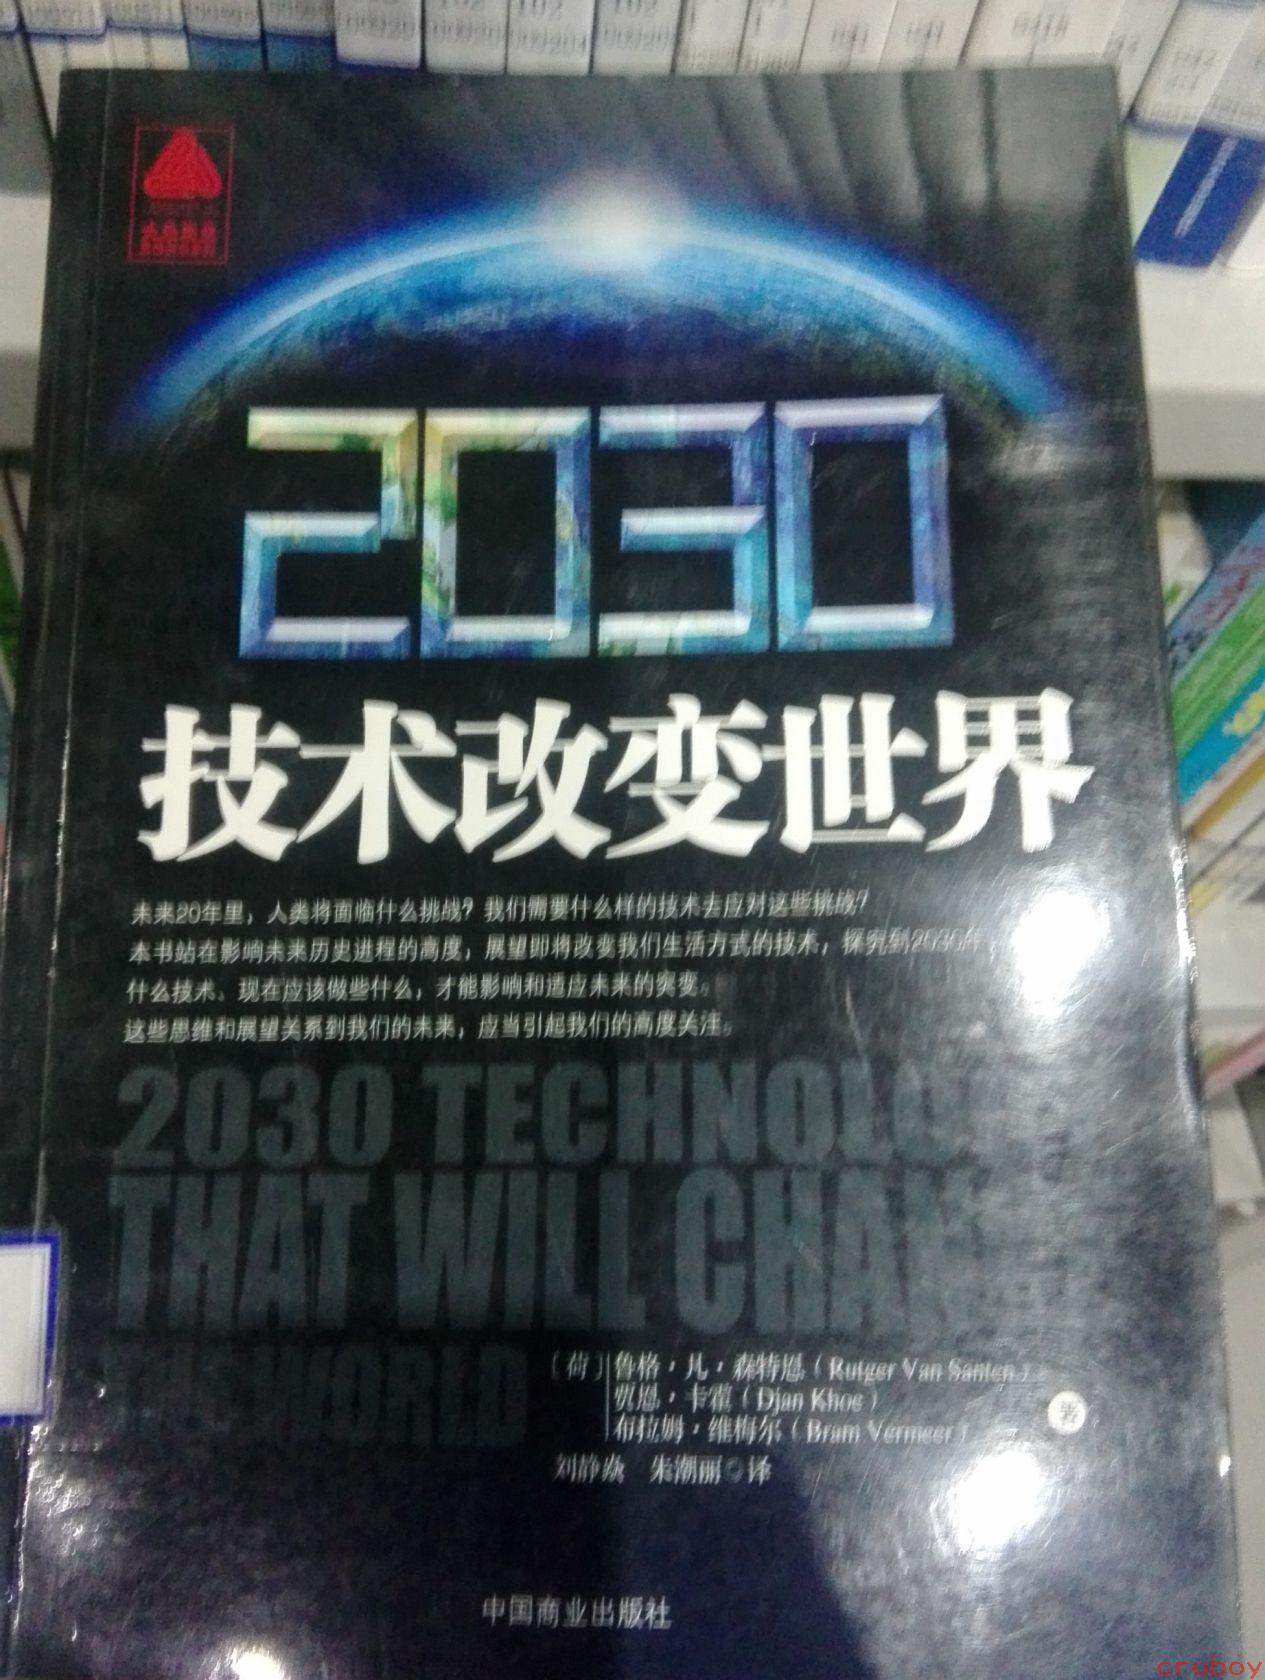 2030
技术改变世界
未来20年里，人类将面临什么挑战？我们需要什么样的技术去应对这些挑战？
本书站在影响未来历史进程的高度，展望即将改变我们生活方式的技术，探究到2030年，
什么技术、现在应该做些什么，才能影响和适应未来的突变。
这些思维和展望关系到我们的未来，应当引起我们的高度关注。
2030 TECHNOLO
THAT WILL CHAN
THE WORLD
〔荷〕鲁格·凡·森特恩（Rutger Van Santen）
贾恩·卡霍（Djan Khoe）
布拉姆·维梅尔（Bram Vermeer）
著
刘静焱 朱潮丽 译
中国商业出版社
cruboy